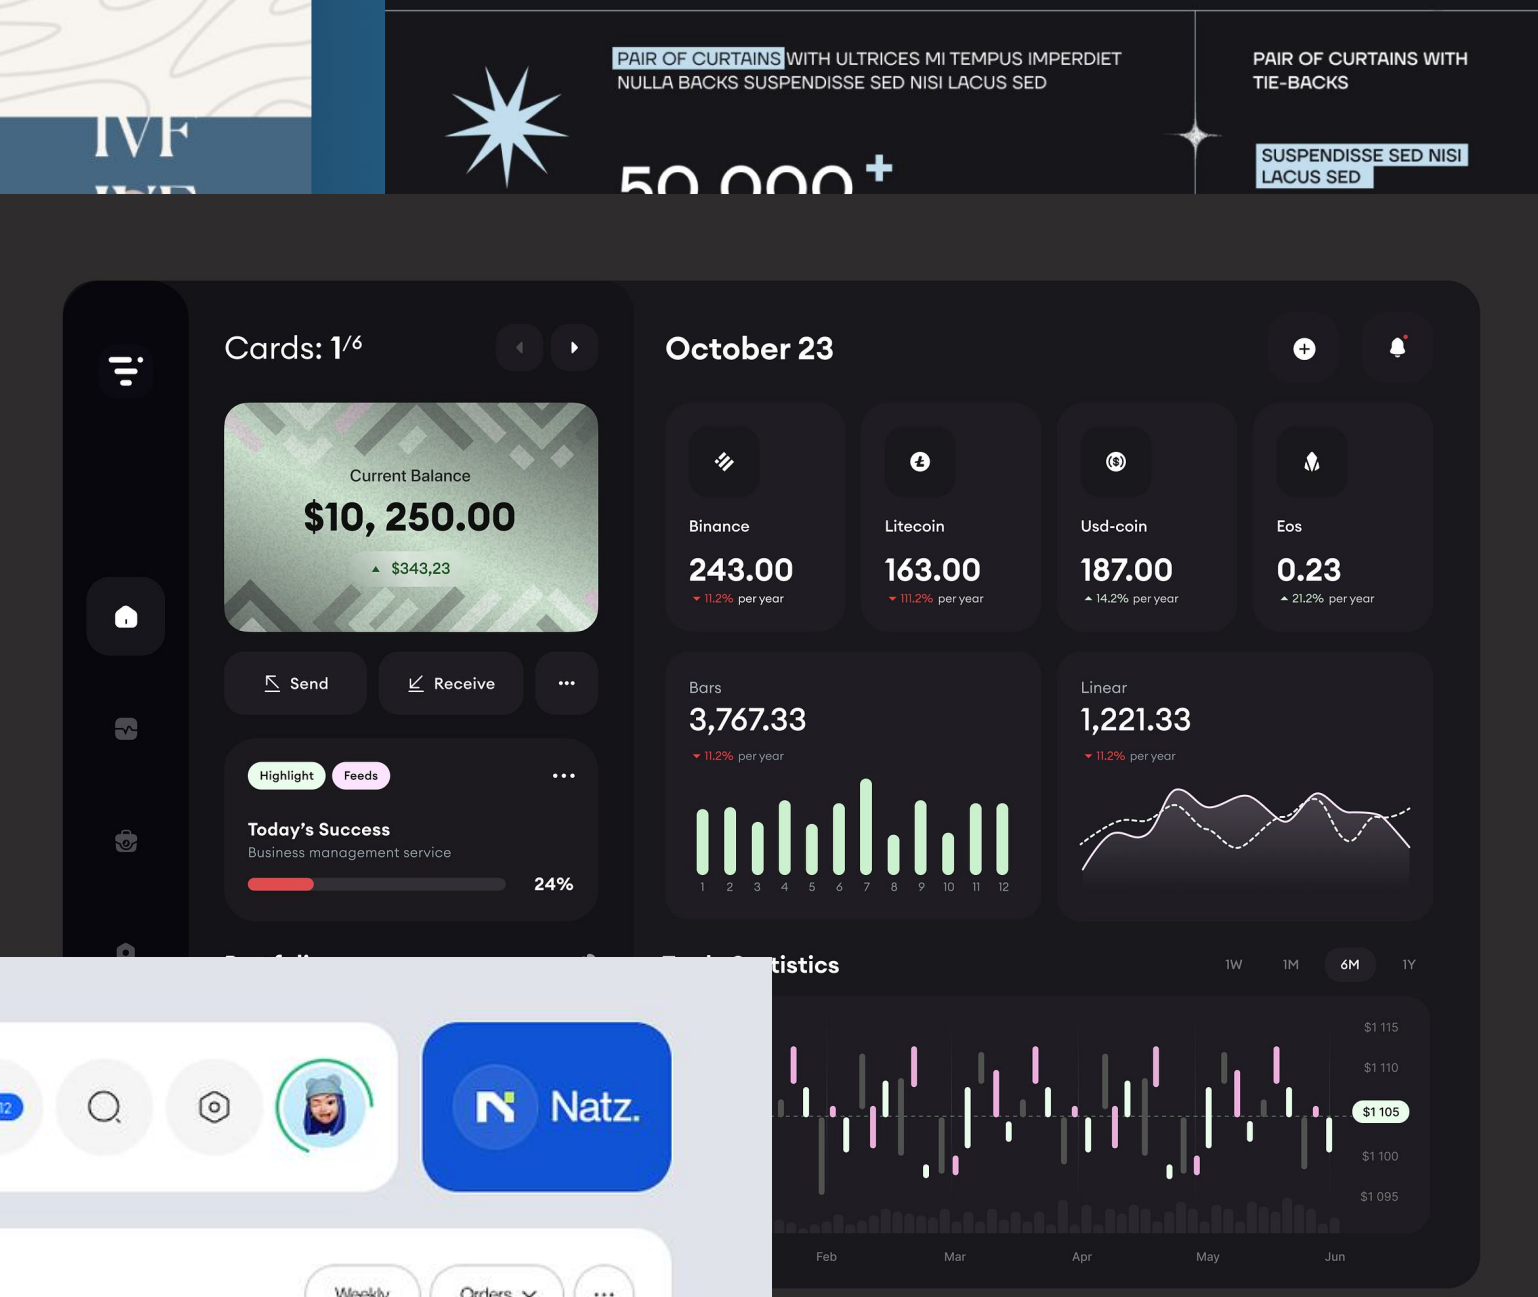 IVF
PAIR OF CURTAINS WITH ULTRICES MI TEMPUS IMPERDIET
NULLA BACKS SUSPENDISSE SED NISI LACUS SED
50 000+
PAIR OF CURTAINS WITH
TIE-BACKS
SUSPENDISSE SED NISI
LACUS SED
Cards: 1/6
Current Balance
$10, 250.00
$343,23
Send
Receive
Highlight
Feeds
Today's Success
Business management service
24%
October 23
Binance
243.00
11.2% per year
Litecoin
163.00
111.2% per year
Usd-coin
187.00
14.2% per year
Eos
0.23
21.2% per year
Bars
3,767.33
11.2% per year
1 2 3 4 5 6 7 8 9 10 11 12
Linear
1,221.33
11.2% per year
1W 1M 6M 1Y
$1 115
$1 110
$1 105
$1 100
$1 095
Feb Mar Apr May Jun
12
Natz.
Weekly
Orders